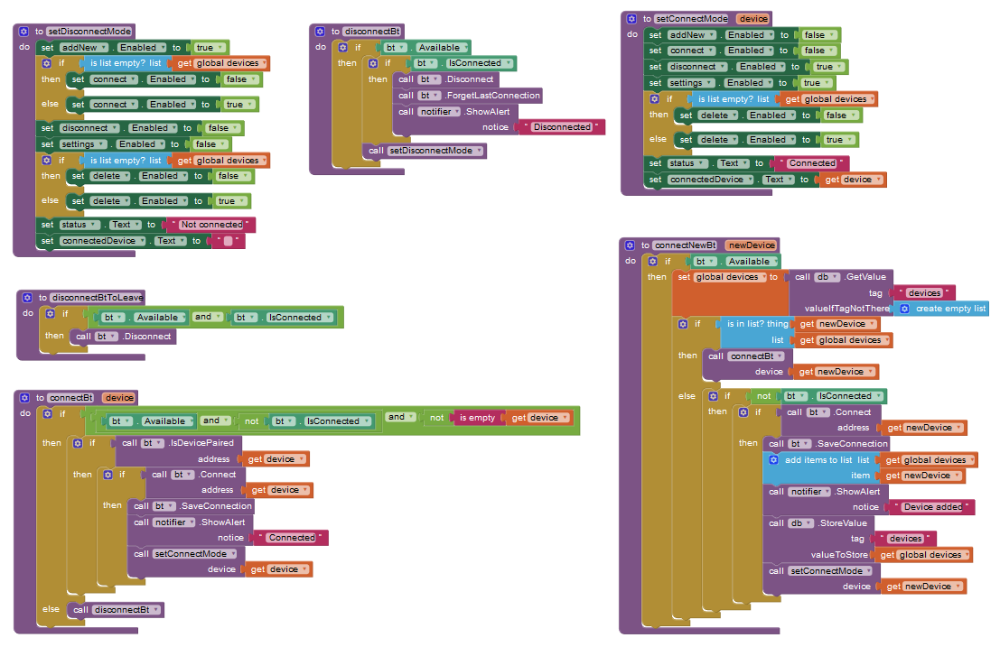 to setDisconnectMode
do set addNew . Enabled to true
if is list empty? list get global devices
then set connect . Enabled to false
else set connect . Enabled to true
set disconnect . Enabled to false
set settings . Enabled to false
if is list empty? list get global devices
then set delete . Enabled to false
else set delete . Enabled to true
set status . Text to " Not connected "
set connectedDevice . Text to " "
to disconnectBt
do if bt . Available
then if bt . IsConnected
then call bt .Disconnect
call bt .ForgetLastConnection
call notifier .ShowAlert
notice " Disconnected "
call setDisconnectMode
to setConnectMode device
do set addNew . Enabled to false
set connect . Enabled to false
set disconnect . Enabled to true
set settings . Enabled to true
if is list empty? list get global devices
then set delete . Enabled to false
else set delete . Enabled to true
set status . Text to " Connected "
set connectedDevice . Text to get device
to disconnectBtToLeave
do if bt . Available and bt . IsConnected
then call bt .Disconnect
to connectBt device
do if bt . Available and not bt . IsConnected and not is empty get device
then if call bt .IsDevicePaired
address get device
then if call bt .Connect
address get device
then call bt .SaveConnection
call notifier .ShowAlert
notice " Connected "
call setConnectMode
device get device
else call disconnectBt
to connectNewBt newDevice
do if bt . Available
then set global devices to call db .GetValue
tag " devices "
valueIfTagNotThere create empty list
if is in list? thing get newDevice
list get global devices
then call connectBt
device get newDevice
else if not bt . IsConnected
then if call bt .Connect
address get newDevice
then call bt .SaveConnection
add items to list list get global devices
item get newDevice
call notifier .ShowAlert
notice " Device added "
call db .StoreValue
tag " devices "
valueToStore get global devices
call setConnectMode
device get newDevice